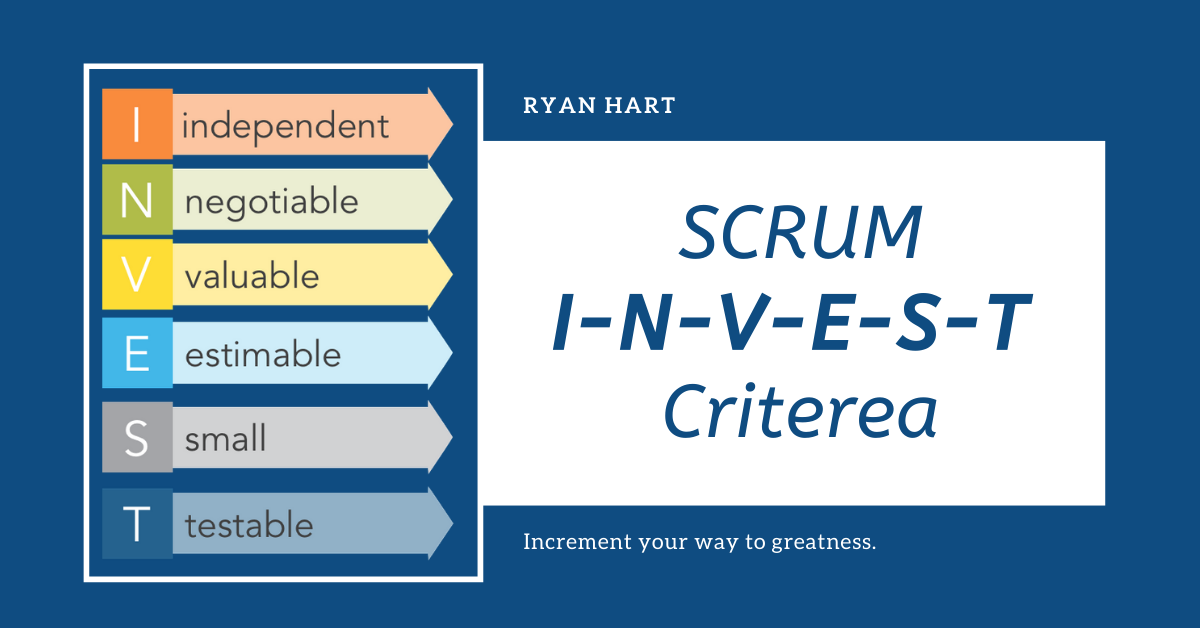 I independent
N negotiable
V valuable
E estimable
S small
T testable
RYAN HART
SCRUM
I-N-V-E-S-T
Criterea
Increment your way to greatness.